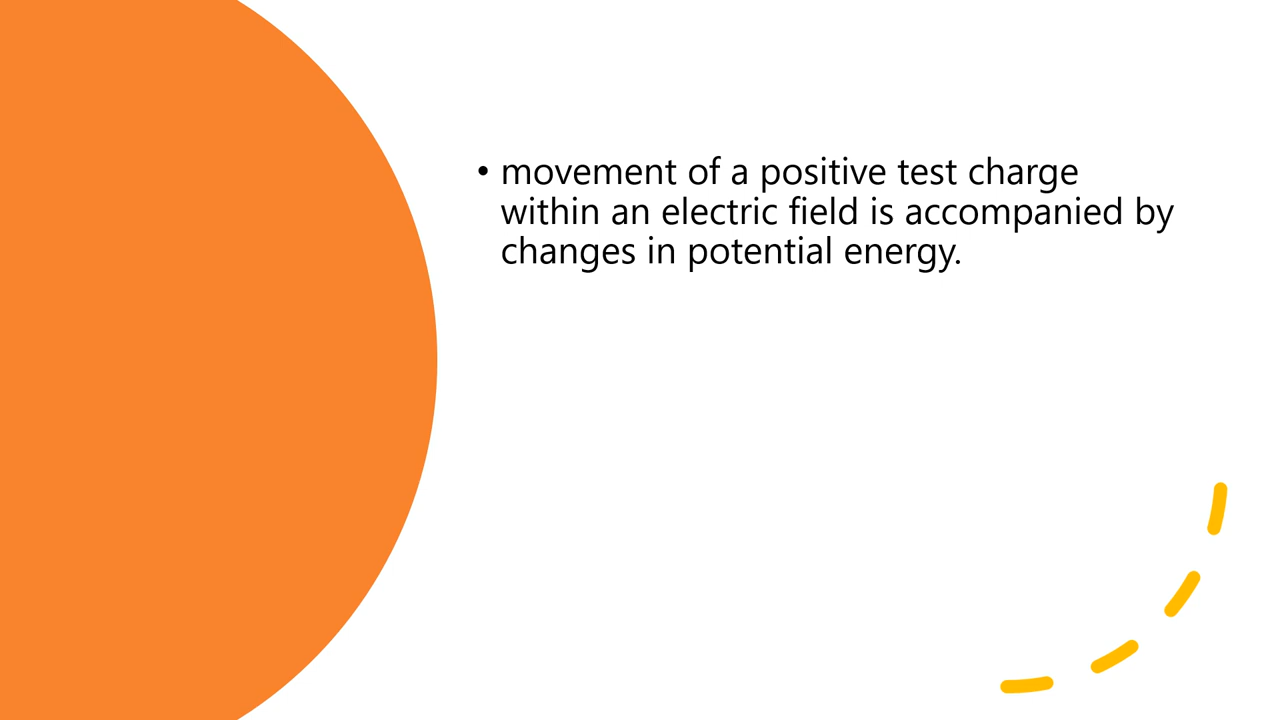 • movement of a positive test charge
within an electric field is accompanied by
changes in potential energy.